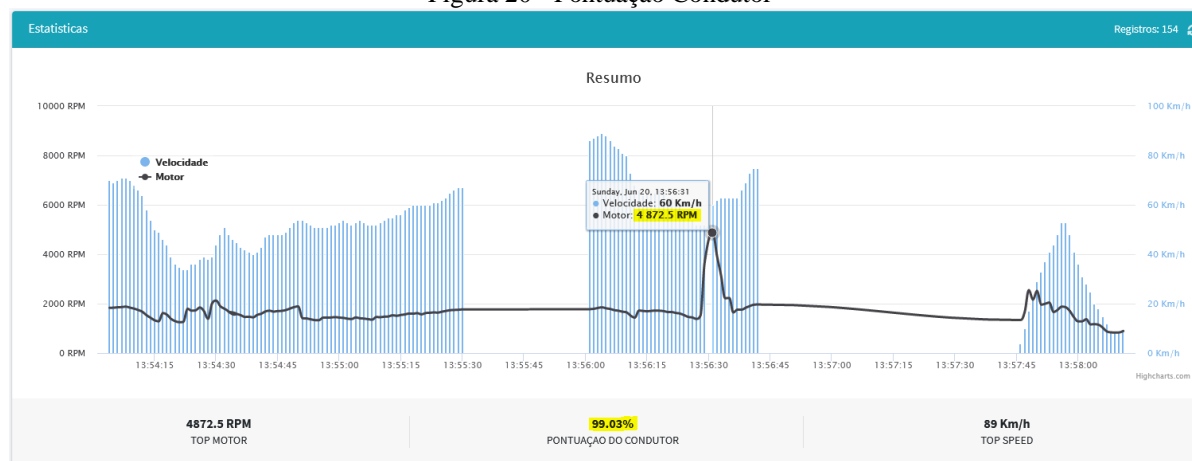 Figura 20 - Pontuação Condutor
Estatisticas
Registros: 154
Resumo
10000 RPM
100 Km/h
8000 RPM
80 Km/h
Velocidade
Motor
Sunday, Jun 20, 13:56:31
Velocidade: 60 Km/h
Motor: 4 872.5 RPM
6000 RPM
60 Km/h
4000 RPM
40 Km/h
2000 RPM
20 Km/h
0 RPM
0 Km/h
13:54:15 13:54:30 13:54:45 13:55:00 13:55:15 13:55:30 13:55:45 13:56:00 13:56:15 13:56:30 13:56:45 13:57:00 13:57:15 13:57:30 13:57:45 13:58:00
Highcharts.com
4872.5 RPM
TOP MOTOR
99.03%
PONTUAÇAO DO CONDUTOR
89 Km/h
TOP SPEED